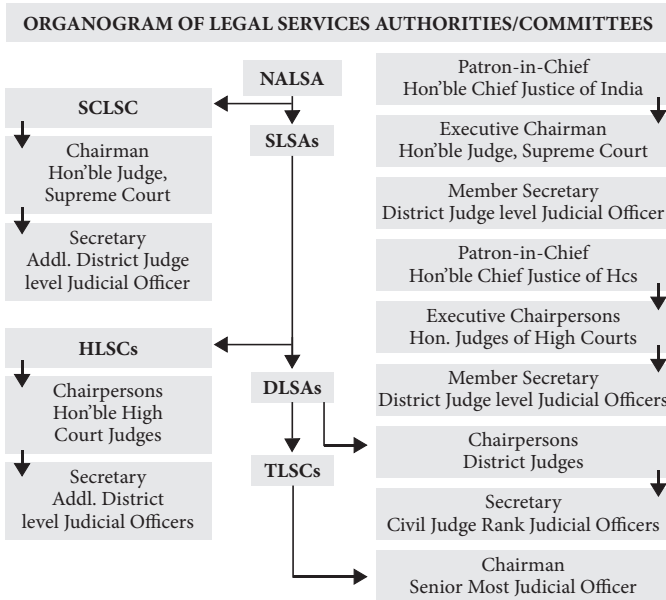 ORGANOGRAM OF LEGAL SERVICES AUTHORITIES/COMMITTEES
NALSA
SCLSC
Chairman
Hon'ble Judge,
Supreme Court
Secretary
Addl. District Judge
level Judicial Officer
SLSAs
HLSCs
Chairpersons
Hon'ble High
Court Judges
Secretary
Addl. District
level Judicial Officers
DLSAs
TLSCs
Patron-in-Chief
Hon'ble Chief Justice of India
Executive Chairman
Hon'ble Judge, Supreme Court
Member Secretary
District Judge level Judicial Officer
Patron-in-Chief
Hon'ble Chief Justice of Hcs
Executive Chairpersons
Hon. Judges of High Courts
Member Secretary
District Judge level Judicial Officers
Chairpersons
District Judges
Secretary
Civil Judge Rank Judicial Officers
Chairman
Senior Most Judicial Officer